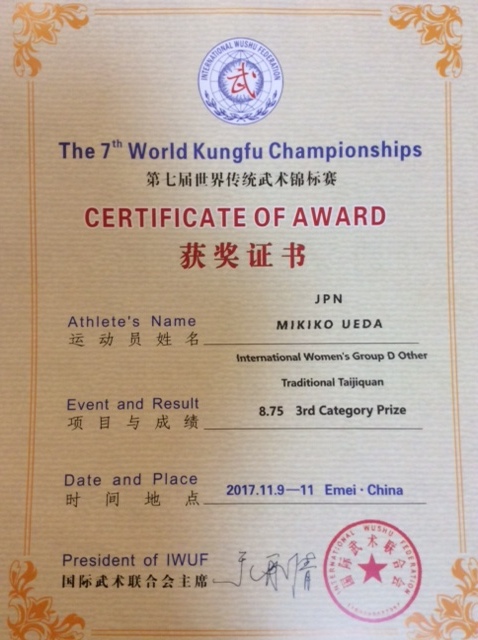 INTERNATIONAL WUSHU FEDERATION
武
The 7th World Kungfu Championships
第七届世界传统武术锦标赛
CERTIFICATE OF AWARD
获奖证书
JPN
Athlete's Name MIKIKO UEDA
运动员姓名
International Women's Group D Other
Traditional Taijiquan
Event and Result 8.75 3rd Category Prize
项目与成绩
Date and Place 2017.11.9—11 Emei·China
时间地点
President of IWUF
国际武术联合会主席
INTERNATIONAL WUSHU FEDERATION
国际武术联合会